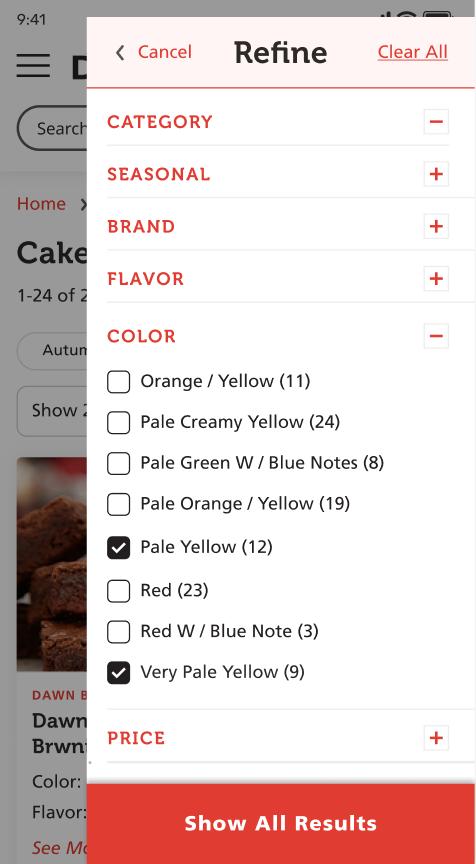 9:41
Cancel
Refine
Clear All
Search
CATEGORY
SEASONAL
Home
BRAND
Cake
FLAVOR
1-24 of
COLOR
Autum
Orange / Yellow (11)
Show
Pale Creamy Yellow (24)
Pale Green W / Blue Notes (8)
Pale Orange / Yellow (19)
Pale Yellow (12)
Red (23)
Red W / Blue Note (3)
Very Pale Yellow (9)
DAWN B
Dawn
PRICE
Brwn
Color:
Flavor:
See Mo
Show All Results